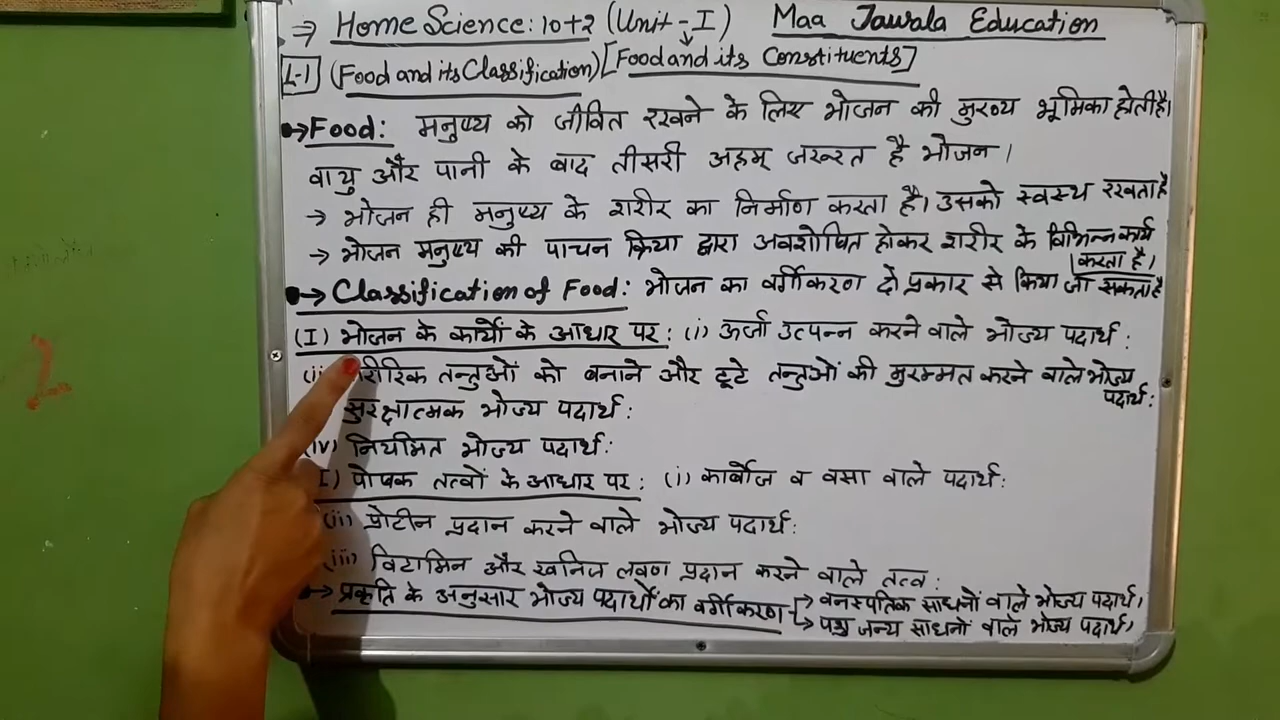 ⇒ Home Science: 10+2 (Unit-I) Maa Jawala Education
L-1 (Food and its Classification) [Food and its Constituents]
→ Food: मनुष्य को जीवित रखने के लिए भोजन की मुख्य भूमिका होती है।
वायु और पानी के बाद तीसरी अहम् जरूरत है भोजन।
→ भोजन ही मनुष्य के शरीर का निर्माण करता है। उसको स्वस्थ रखता है
→ भोजन मनुष्य की पाचन क्रिया द्वारा अवशोषित होकर शरीर के विभिन्न कार्य
करता है।
→ Classification of Food: भोजन का वर्गीकरण दो प्रकार से किया जा सकता है
(I) भोजन के कार्यों के आधार पर: (i) ऊर्जा उत्पन्न करने वाले भोज्य पदार्थ:
(ii तन्तुओं को बनाने और टूटे तन्तुओं की मुरम्मत करने वाले भोज्य
पदार्थ:
सुरक्षात्मक भोज्य पदार्थ:
(iv) नियमित भोज्य पदार्थ:
I) पोषक तत्वों के आधार पर: (i) कार्बोज व वसा वाले पदार्थ:
(ii) प्रोटीन प्रदान करने वाले भोज्य पदार्थ:
(iii) विटामिन और खनिज लवण प्रदान करने वाले तत्व:
→ प्रकृति के अनुसार भोज्य पदार्थों का वर्गीकरण → वनस्पतिक साधनों वाले भोज्य पदार्थ।
→ पशु जन्य साधनों वाले भोज्य पदार्थ।